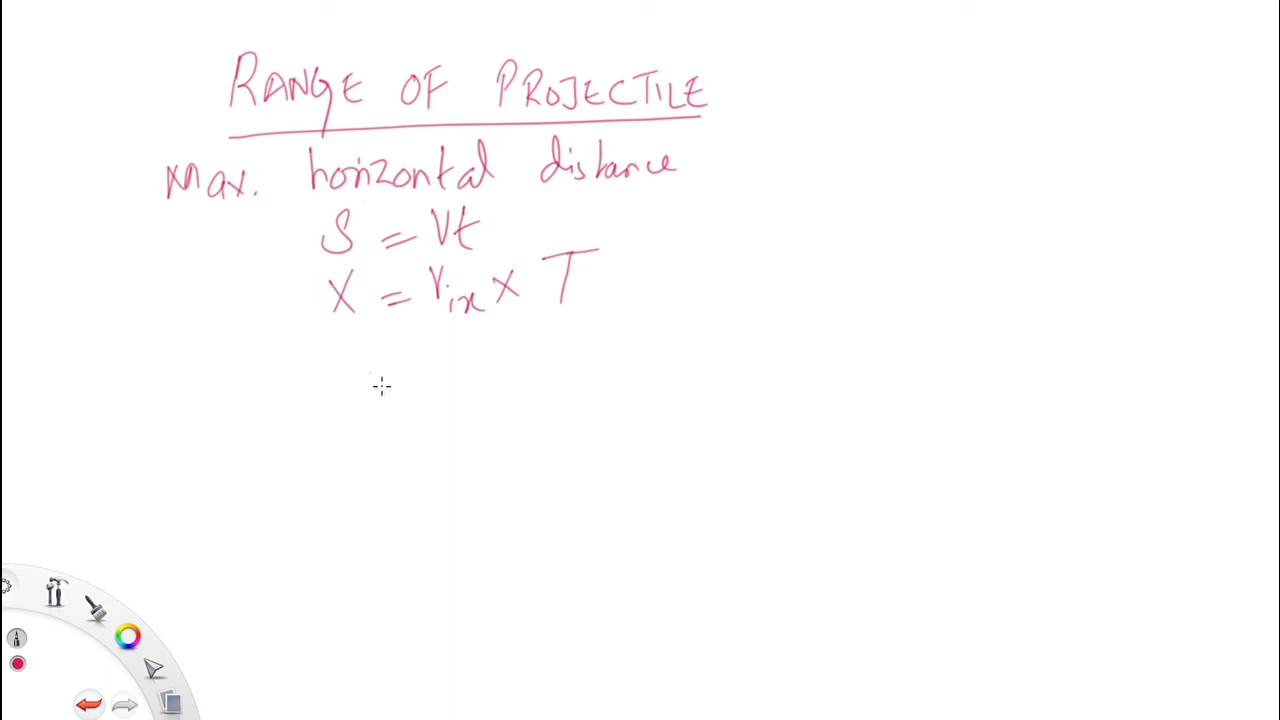 RANGE OF PROJECTILE
Max. horizontal distance
S = Vt
X = Vix × T